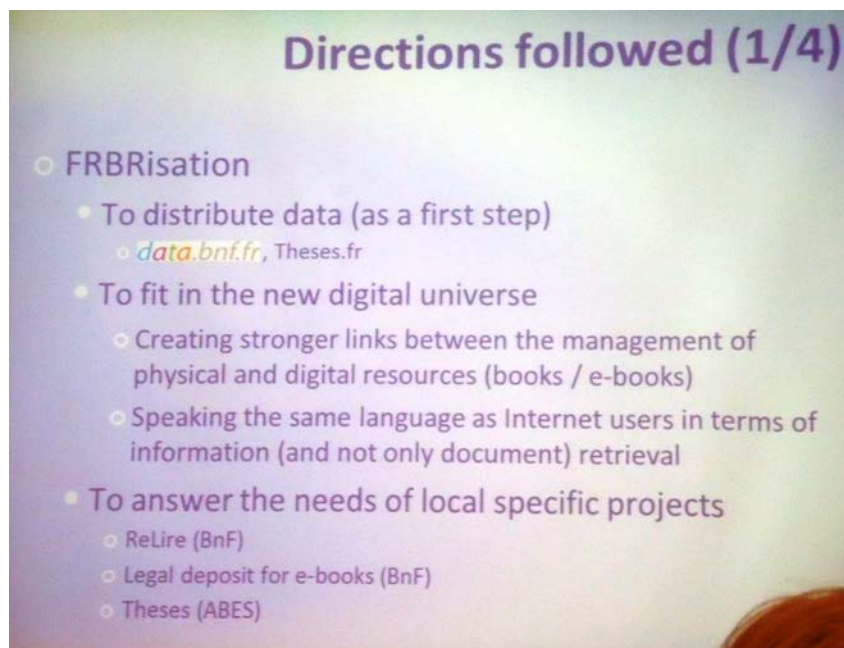 Directions followed (1/4)
FRBRisation
To distribute data (as a first step)
data.bnf.fr, Theses.fr
To fit in the new digital universe
Creating stronger links between the management of
physical and digital resources (books / e-books)
Speaking the same language as Internet users in terms of
information (and not only document) retrieval
To answer the needs of local specific projects
ReLire (BnF)
Legal deposit for e-books (BnF)
Theses (ABES)